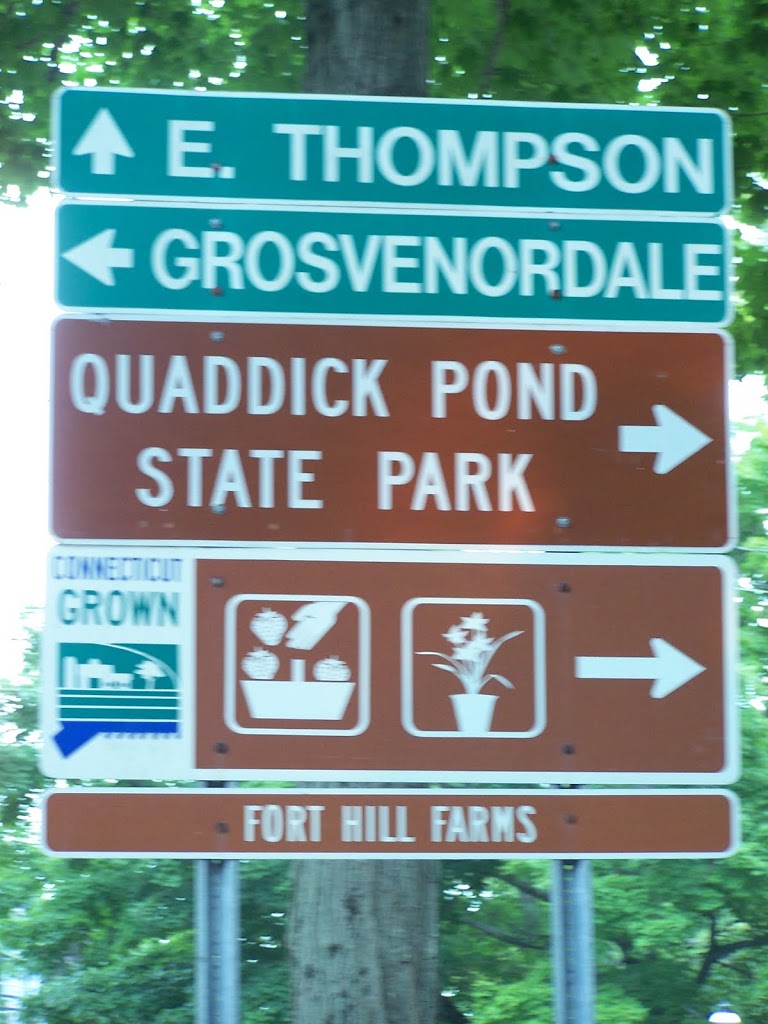 E. THOMPSON
GROSVENORDALE
QUADDICK POND
STATE PARK
CONNECTICUT
GROWN
FORT HILL FARMS